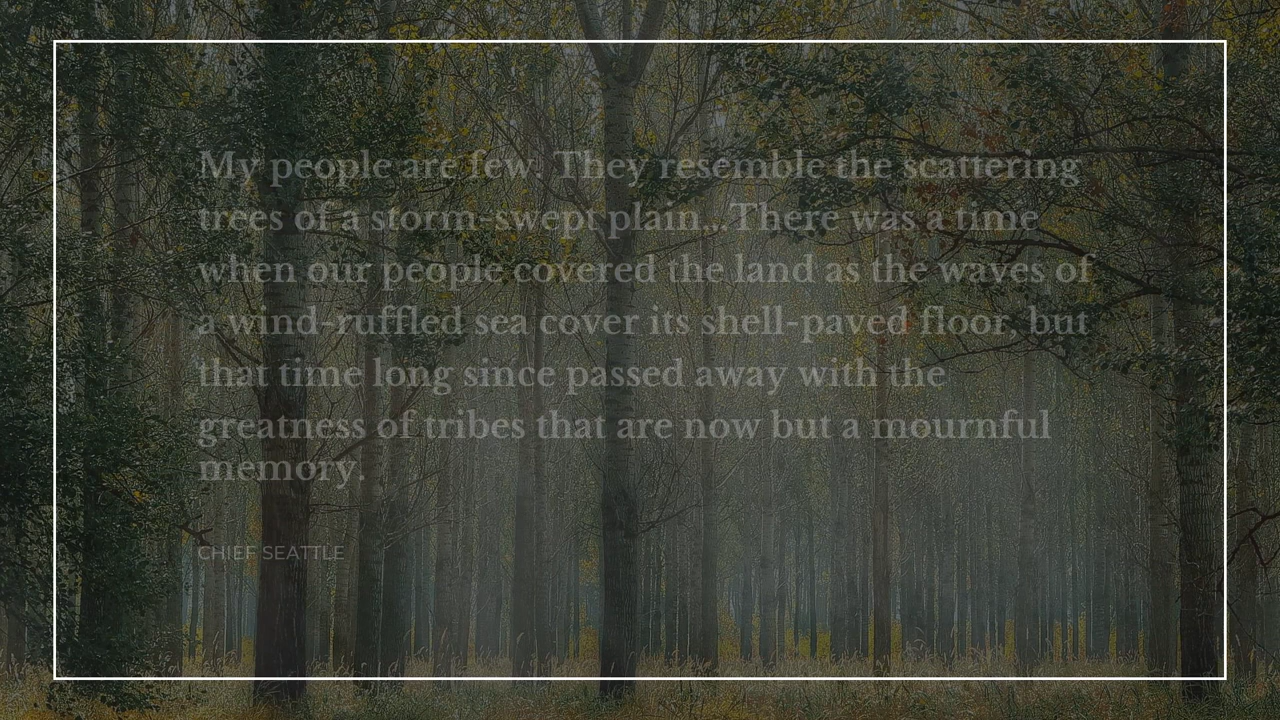 My people are few. They resemble the scattering
trees of a storm-swept plain...There was a time
when our people covered the land as the waves of
a wind-ruffled sea cover its shell-paved floor, but
that time long since passed away with the
greatness of tribes that are now but a mournful
memory.
CHIEF SEATTLE